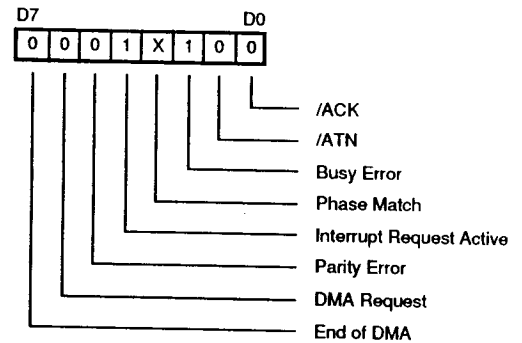 D7 D0
0 0 0 1 X 1 0 0
/ACK
/ATN
Busy Error
Phase Match
Interrupt Request Active
Parity Error
DMA Request
End of DMA